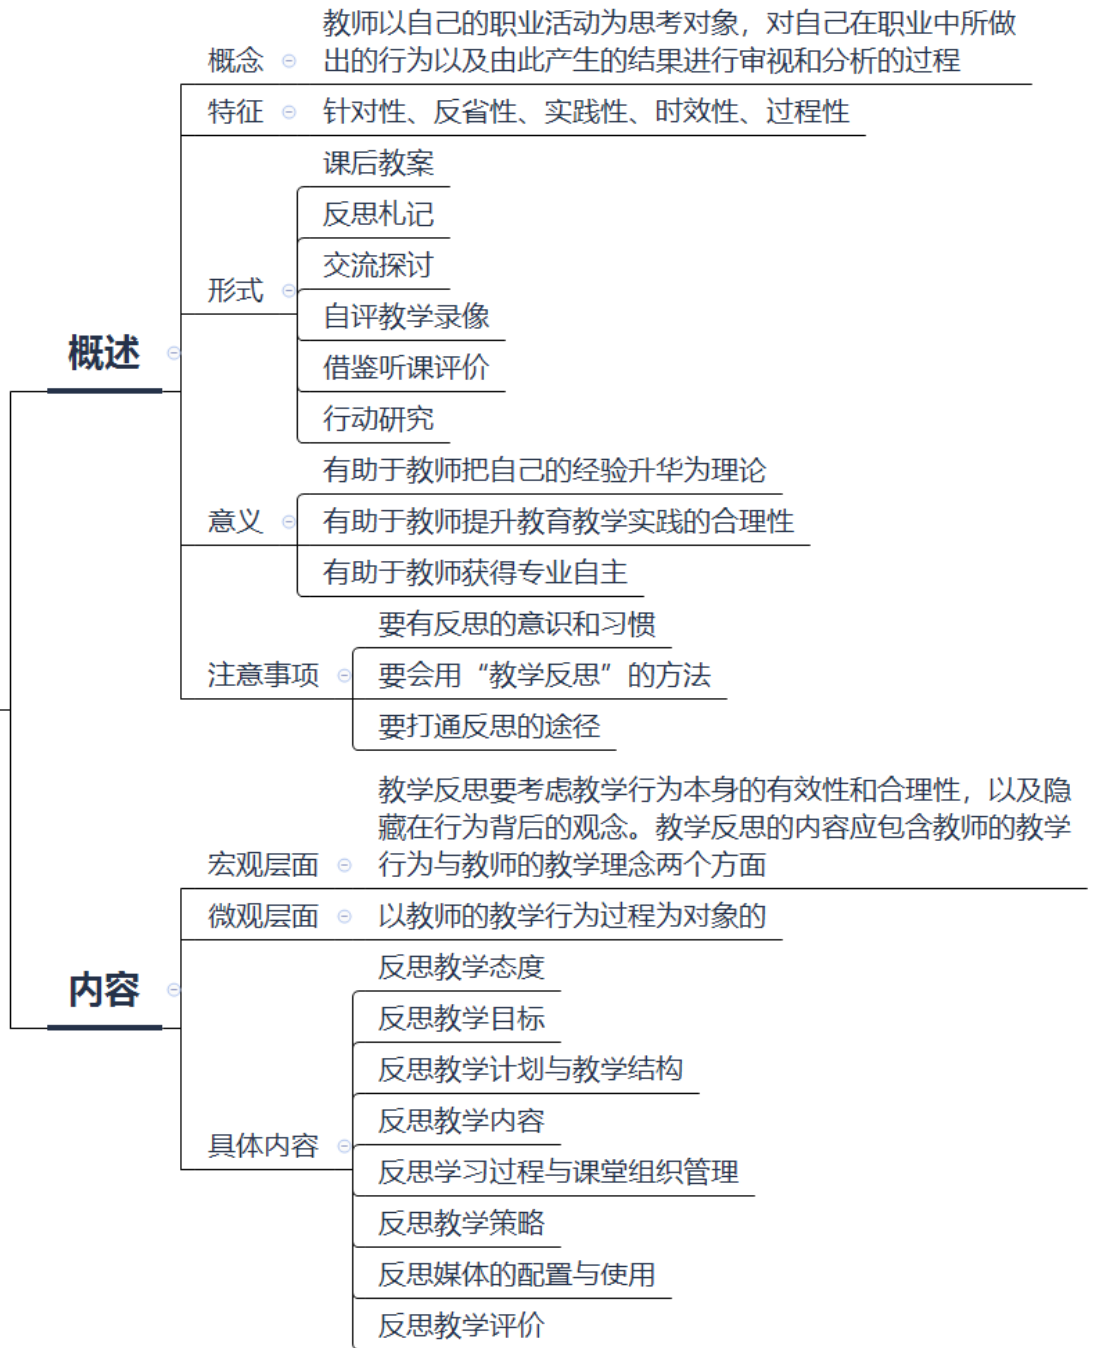 概述
概念
教师以自己的职业活动为思考对象，对自己在职业中所做
出的行为以及由此产生的结果进行审视和分析的过程
特征
针对性、反省性、实践性、时效性、过程性
形式
课后教案
反思札记
交流探讨
自评教学录像
借鉴听课评价
行动研究
意义
有助于教师把自己的经验升华为理论
有助于教师提升教育教学实践的合理性
有助于教师获得专业自主
注意事项
要有反思的意识和习惯
要会用“教学反思”的方法
要打通反思的途径
内容
宏观层面
教学反思要考虑教学行为本身的有效性和合理性，以及隐
藏在行为背后的观念。教学反思的内容应包含教师的教学
行为与教师的教学理念两个方面
微观层面
以教师的教学行为过程为对象的
具体内容
反思教学态度
反思教学目标
反思教学计划与教学结构
反思教学内容
反思学习过程与课堂组织管理
反思教学策略
反思媒体的配置与使用
反思教学评价